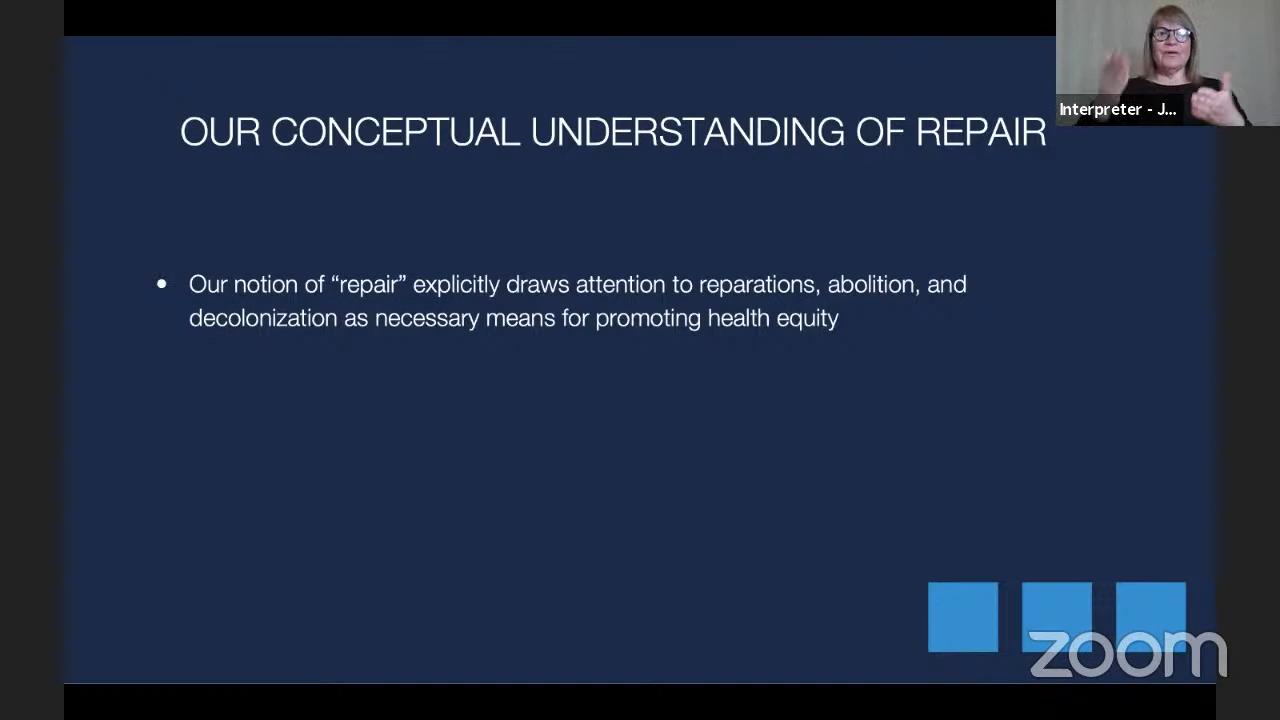 Interpreter - J...
OUR CONCEPTUAL UNDERSTANDING OF REPAIR
• Our notion of “repair” explicitly draws attention to reparations, abolition, and
decolonization as necessary means for promoting health equity
zoom